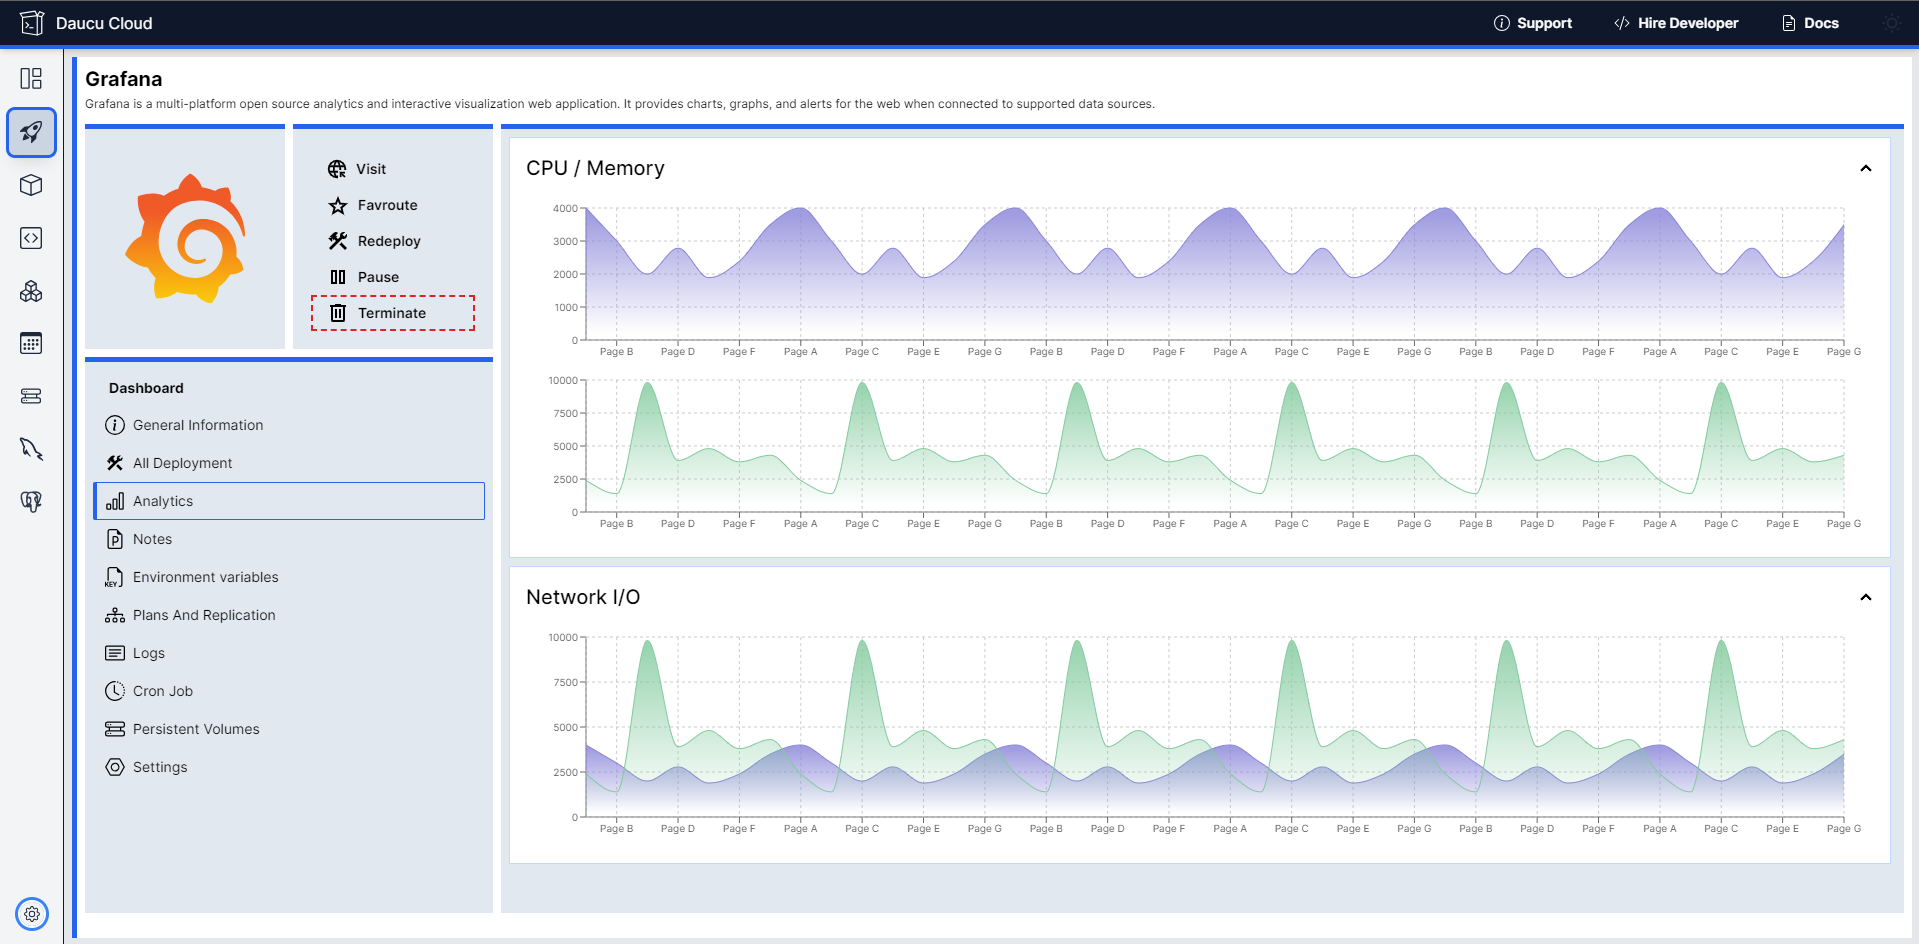 Daucu Cloud
Support
Hire Developer
Docs
Grafana
Grafana is a multi-platform open source analytics and interactive visualization web application. It provides charts, graphs, and alerts for the web when connected to supported data sources.
Visit
Favroute
Redeploy
Pause
Terminate
Dashboard
General Information
All Deployment
Analytics
Notes
KEY
Environment variables
Plans And Replication
Logs
Cron Job
Persistent Volumes
Settings
CPU / Memory
4000
3000
2000
1000
0
Page B Page D Page F Page A Page C Page E Page G Page B Page D Page F Page A Page C Page E Page G Page B Page D Page F Page A Page C Page E Page G
10000
7500
5000
2500
0
Page B Page D Page F Page A Page C Page E Page G Page B Page D Page F Page A Page C Page E Page G Page B Page D Page F Page A Page C Page E Page G
Network I/O
10000
7500
5000
2500
0
Page B Page D Page F Page A Page C Page E Page G Page B Page D Page F Page A Page C Page E Page G Page B Page D Page F Page A Page C Page E Page G